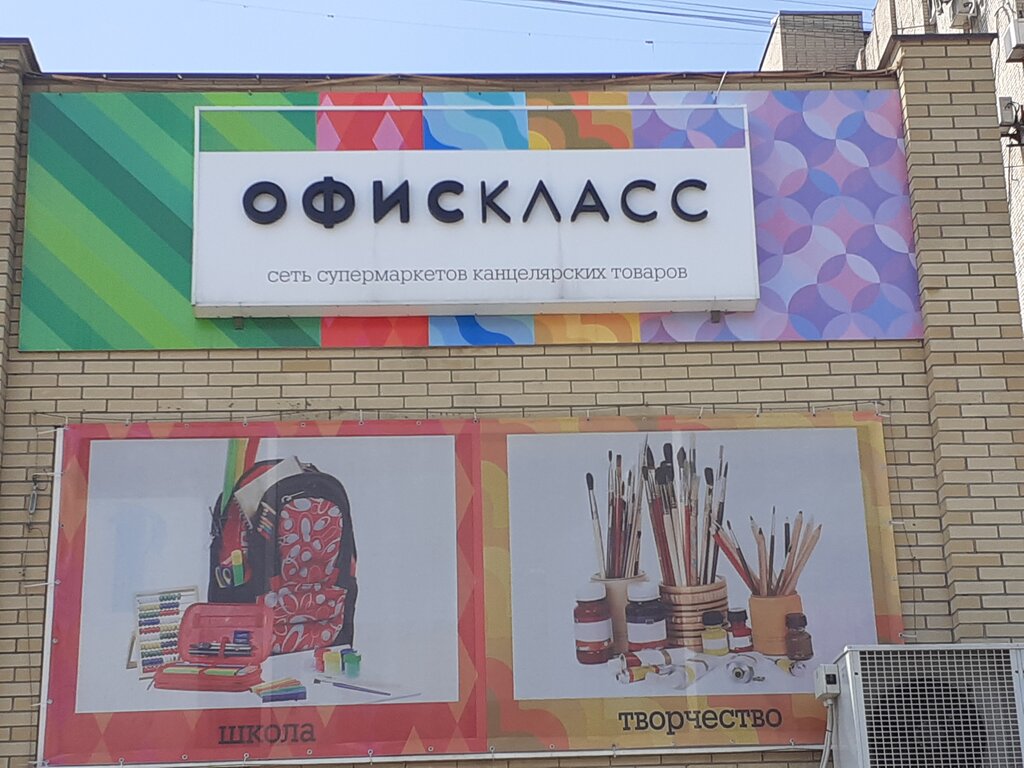 ОФИСКЛАСС
сеть супермаркетов канцелярских товаров
школа
творчество